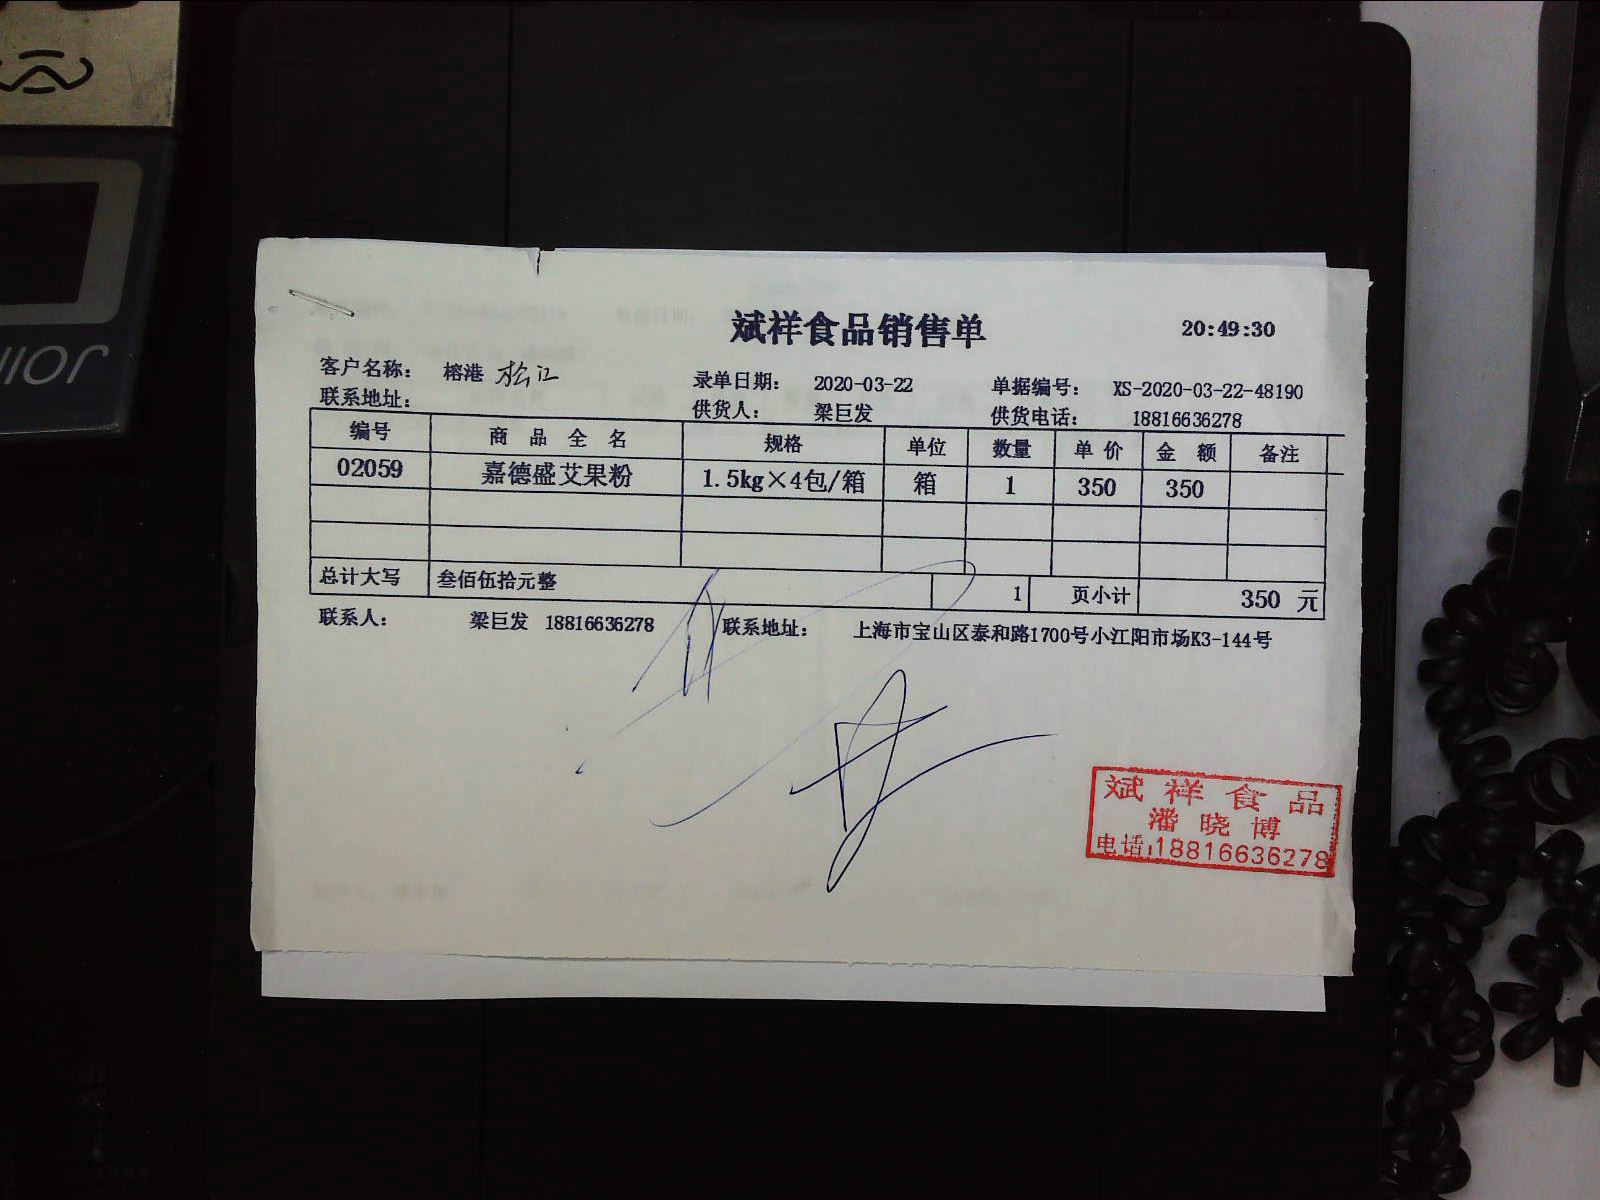 斌祥食品销售单 20:49:30
客户名称： 榕港 松江 录单日期： 2020-03-22 单据编号： XS-2020-03-22-48190
联系地址： 供货人： 梁巨发 供货电话： 18816636278
编号 商品全名 规格 单位 数量 单价 金额 备注
02059 嘉德盛艾果粉 1.5kg×4包/箱 箱 1 350 350
总计大写 叁佰伍拾元整 1 页小计 350 元
联系人： 梁巨发 18816636278 联系地址： 上海市宝山区泰和路1700号小江阳市场K3-144号
斌祥食品
潘晓博
电话:18816636278